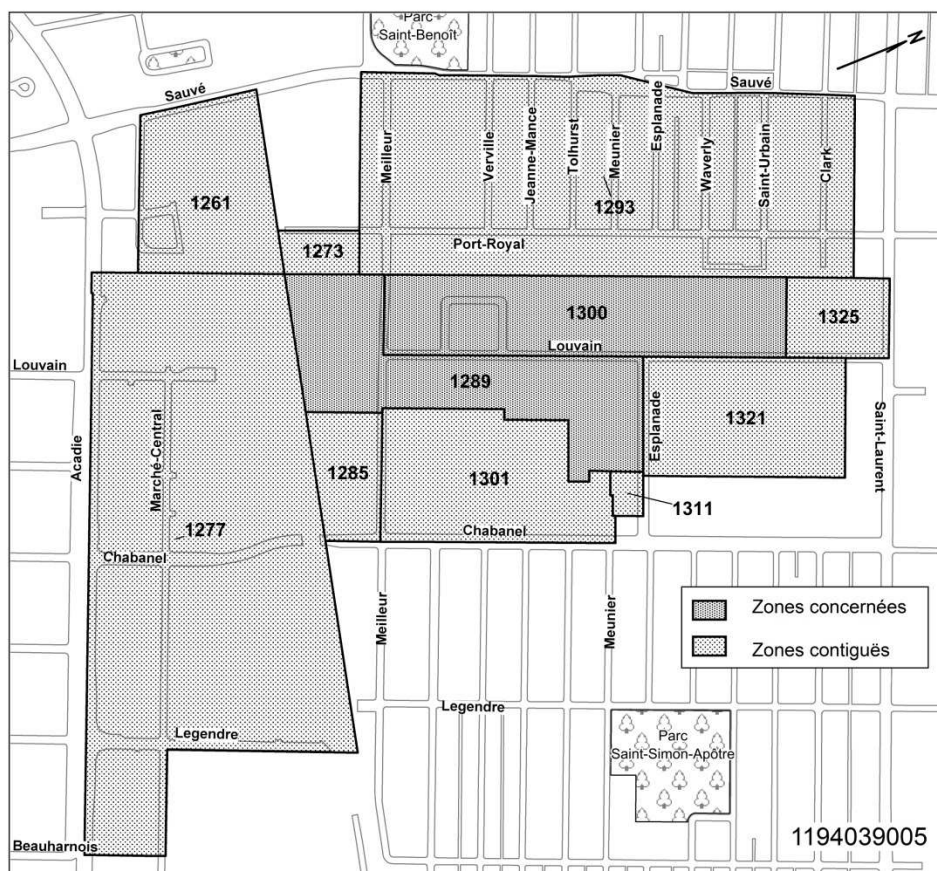 Parc
Saint-Benoît
N
Sauvé
Sauvé
Meilleur
Verville
Jeanne-Mance
Tolhurst
Meunier
Esplanade
Waverly
Saint-Urbain
Clark
1261
1293
1273
Port-Royal
1300
1325
Louvain
Louvain
1289
Acadie
Marché-Central
Esplanade
1321
Saint-Laurent
1285
1301
1311
1277
Chabanel
Chabanel
Meilleur
Meunier
Zones concernées
Zones contiguës
Legendre
Legendre
Parc
Saint-Simon-Apôtre
Beauharnois
1194039005